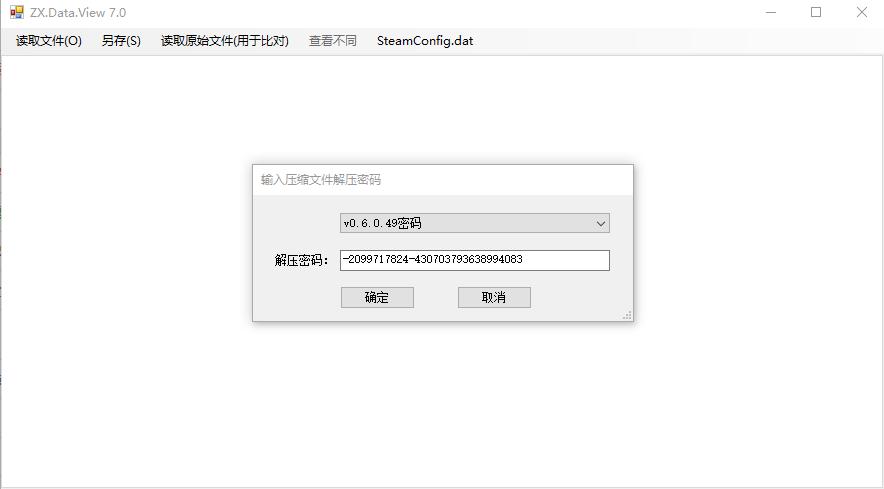 ZX.Data.View 7.0
读取文件(O) 另存(S) 读取原始文件(用于比对) 查看不同 SteamConfig.dat
输入压缩文件解压密码
v0.6.0.49密码
解压密码: -2099717824-430703793638994083
确定 取消